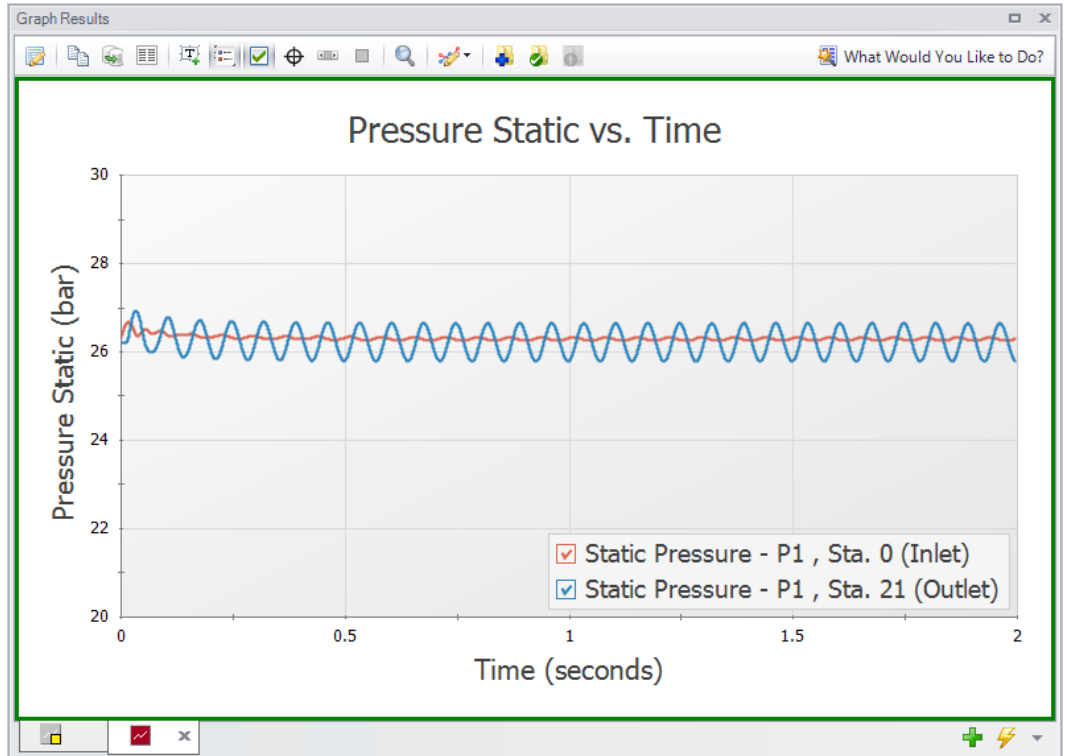 Graph Results
What Would You Like to Do?
Pressure Static vs. Time
30
28
26
24
22
20
Pressure Static (bar)
Static Pressure - P1 , Sta. 0 (Inlet)
Static Pressure - P1 , Sta. 21 (Outlet)
0 0.5 1 1.5 2
Time (seconds)